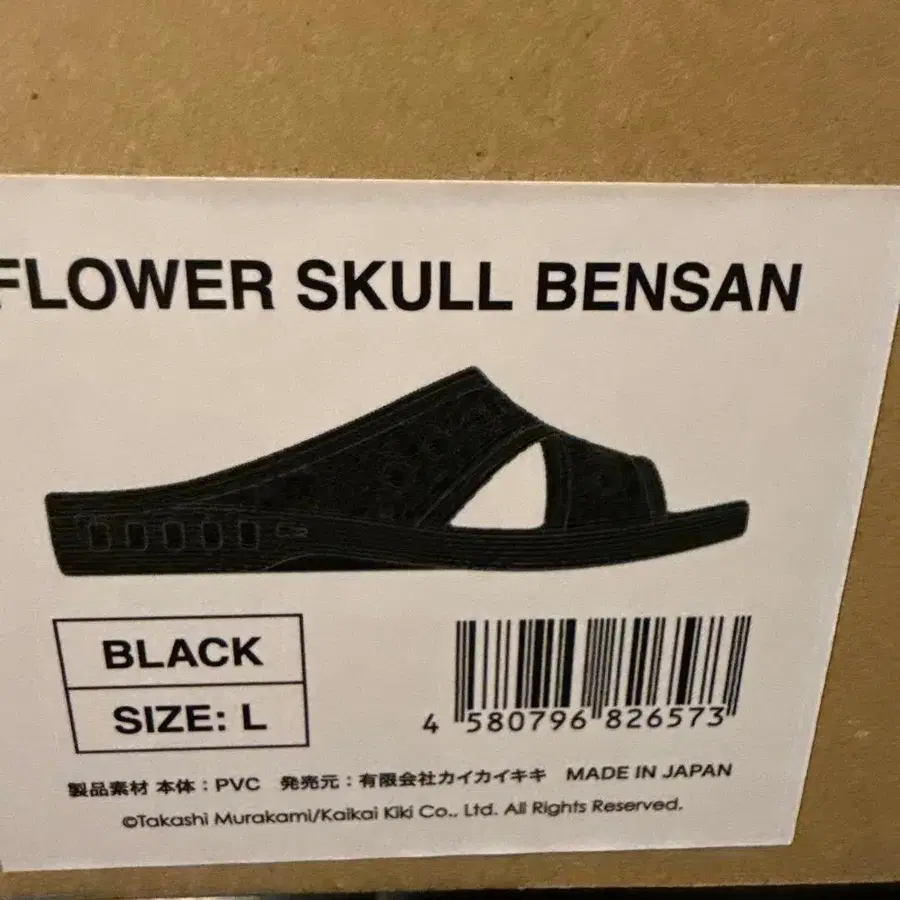 FLOWER SKULL BENSAN
BLACK
SIZE: L
4 580796 826573
製品素材 本体：PVC 発売元：有限会社カイカイキキ MADE IN JAPAN
©Takashi Murakami/Kaikai Kiki Co., Ltd. All Rights Reserved.